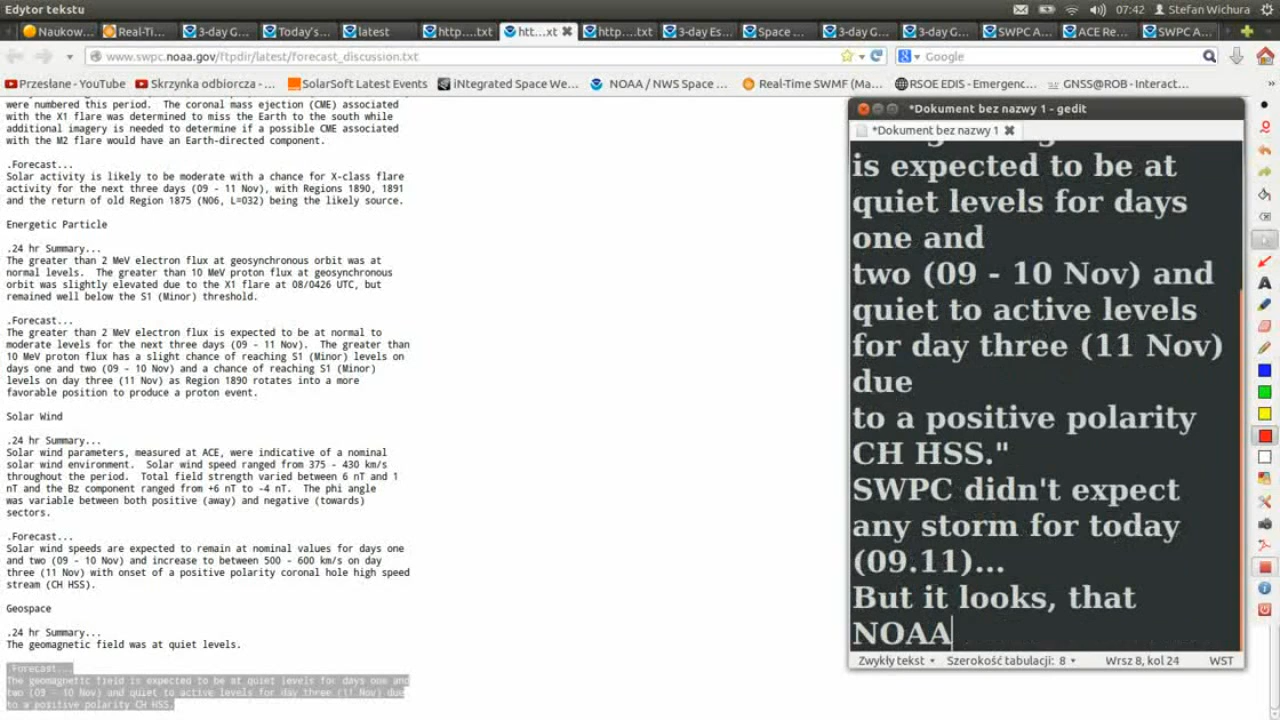 Edytor tekstu
07:42 Stefan Wichura
Naukow... Real-Ti... 3-day G... Today's... latest http....txt htt...xt http....txt 3-day Es... Space ... 3-day G... 3-day G... SWPC A... ACE Re... SWPC A...
www.swpc.noaa.gov/ftpdir/latest/forecast_discussion.txt
Google
Przesłane - YouTube Skrzynka odbiorcza - ... SolarSoft Latest Events iNtegrated Space We... NOAA / NWS Space ... Real-Time SWMF (Ma... RSOE EDIS - Emergenc... GNSS@ROB - Interact...
were numbered this period. The coronal mass ejection (CME) associated
with the X1 flare was determined to miss the Earth to the south while
additional imagery is needed to determine if a possible CME associated
with the M2 flare would have an Earth-directed component.
.Forecast...
Solar activity is likely to be moderate with a chance for X-class flare
activity for the next three days (09 - 11 Nov), with Regions 1890, 1891
and the return of old Region 1875 (N06, L=032) being the likely source.
Energetic Particle
.24 hr Summary...
The greater than 2 MeV electron flux at geosynchronous orbit was at
normal levels. The greater than 10 MeV proton flux at geosynchronous
orbit was slightly elevated due to the X1 flare at 08/0426 UTC, but
remained well below the S1 (Minor) threshold.
.Forecast...
The greater than 2 MeV electron flux is expected to be at normal to
moderate levels for the next three days (09 - 11 Nov). The greater than
10 MeV proton flux has a slight chance of reaching S1 (Minor) levels on
days one and two (09 - 10 Nov) and a chance of reaching S1 (Minor)
levels on day three (11 Nov) as Region 1890 rotates into a more
favorable position to produce a proton event.
Solar Wind
.24 hr Summary...
Solar wind parameters, measured at ACE, were indicative of a nominal
solar wind environment. Solar wind speed ranged from 375 - 430 km/s
throughout the period. Total field strength varied between 6 nT and 1
nT and the Bz component ranged from +6 nT to -4 nT. The phi angle
was variable between both positive (away) and negative (towards)
sectors.
.Forecast...
Solar wind speeds are expected to remain at nominal values for days one
and two (09 - 10 Nov) and increase to between 500 - 600 km/s on day
three (11 Nov) with onset of a positive polarity coronal hole high speed
stream (CH HSS).
Geospace
.24 hr Summary...
The geomagnetic field was at quiet levels.
.Forecast...
The geomagnetic field is expected to be at quiet levels for days one and
two (09 - 10 Nov) and quiet to active levels for day three (11 Nov) due
to a positive polarity CH HSS.
*Dokument bez nazwy 1 - gedit
*Dokument bez nazwy 1
is expected to be at
quiet levels for days
one and
two (09 - 10 Nov) and
quiet to active levels
for day three (11 Nov)
due
to a positive polarity
CH HSS."
SWPC didn't expect
any storm for today
(09.11)...
But it looks, that
NOAA
Zwykły tekst Szerokość tabulacji: 8 Wrsz 8, kol 24 WST